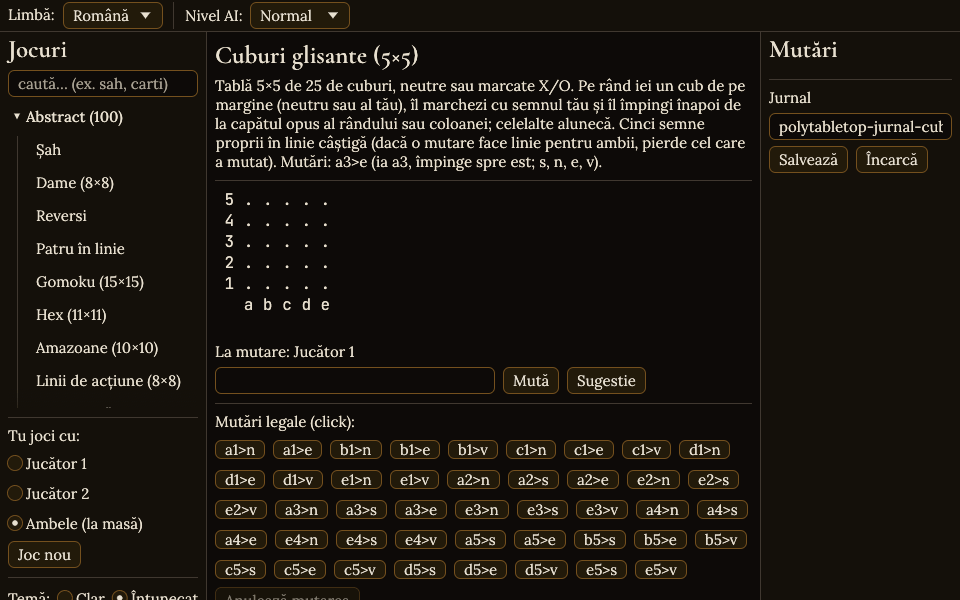 Limbă: Română ▼ Nivel AI: Normal ▼
Jocuri
caută... (ex. sah, carti)
▼ Abstract (100)
Șah
Dame (8×8)
Reversi
Patru în linie
Gomoku (15×15)
Hex (11×11)
Amazoane (10×10)
Linii de acțiune (8×8)
Tu joci cu:
Jucător 1
Jucător 2
Ambele (la masă)
Joc nou
Temă: Clar Întunecat
Cuburi glisante (5×5)
Tablă 5×5 de 25 de cuburi, neutre sau marcate X/O. Pe rând iei un cub de pe
margine (neutru sau al tău), îl marchezi cu semnul tău și îl împingi înapoi de
la capătul opus al rândului sau coloanei; celelalte alunecă. Cinci semne
proprii în linie câștigă (dacă o mutare face linie pentru ambii, pierde cel care
a mutat). Mutări: a3>e (ia a3, împinge spre est; s, n, e, v).
5 . . . . .
4 . . . . .
3 . . . . .
2 . . . . .
1 . . . . .
a b c d e
La mutare: Jucător 1
Mută Sugestie
Mutări legale (click):
a1>n a1>e b1>n b1>e b1>v c1>n c1>e c1>v d1>n
d1>e d1>v e1>n e1>v a2>n a2>s a2>e e2>n e2>s
e2>v a3>n a3>s a3>e e3>n e3>s e3>v a4>n a4>s
a4>e e4>n e4>s e4>v a5>s a5>e b5>s b5>e b5>v
c5>s c5>e c5>v d5>s d5>e d5>v e5>s e5>v
Anulează mutarea
Mutări
Jurnal
polytabletop-jurnal-cub
Salvează Încarcă